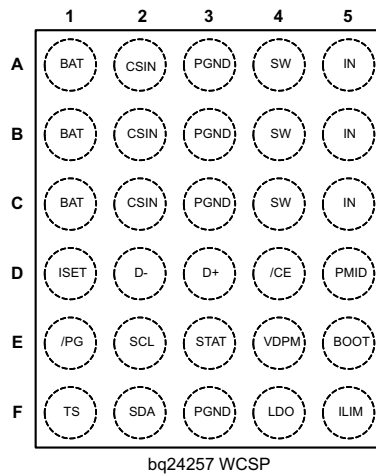 1 2 3 4 5
A BAT CSIN PGND SW IN
B BAT CSIN PGND SW IN
C BAT CSIN PGND SW IN
D ISET D- D+ /CE PMID
E /PG SCL STAT VDPM BOOT
F TS SDA PGND LDO ILIM
bq24257 WCSP